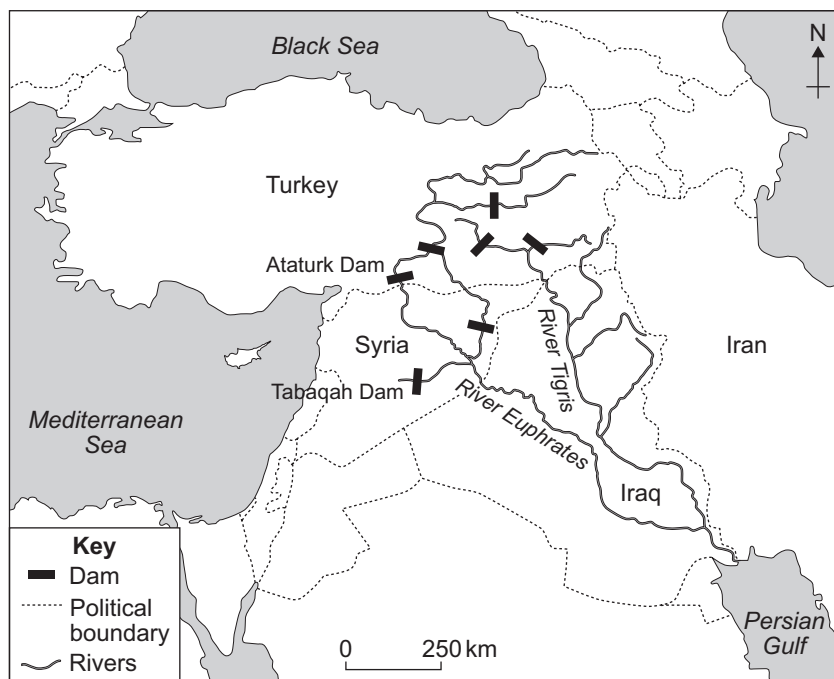 Black Sea
N
Turkey
Ataturk Dam
Syria
Iran
River Tigris
Tabaqah Dam
River Euphrates
Mediterranean
Sea
Iraq
Key
Dam
Political
boundary
Rivers
0 250 km
Persian
Gulf